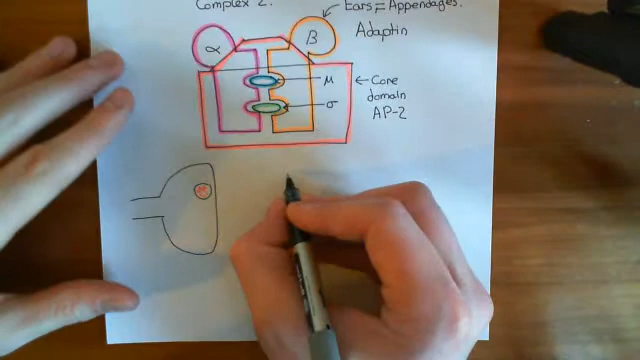 Complex 2.
Ears = Appendages.
α
β
Adaptin
μ
σ
← Core
domain
AP-2